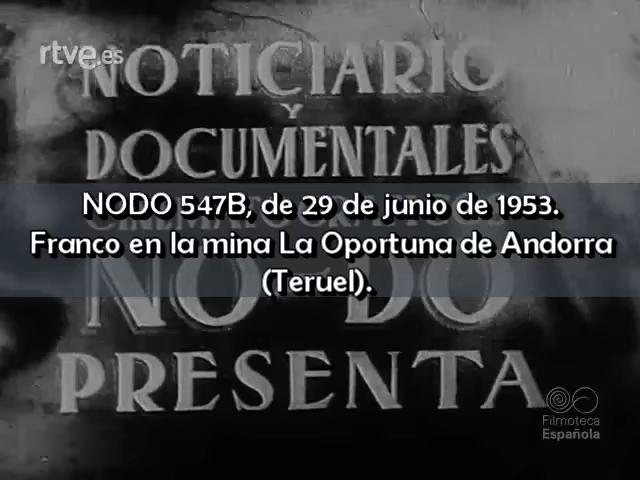 rtve.es
NOTICIARIO
Y
DOCUMENTALES
CINEMATOGRAFICOS
NODO 547B, de 29 de junio de 1953.
Franco en la mina La Oportuna de Andorra
(Teruel).
NO-DO
PRESENTA
Filmoteca
Española